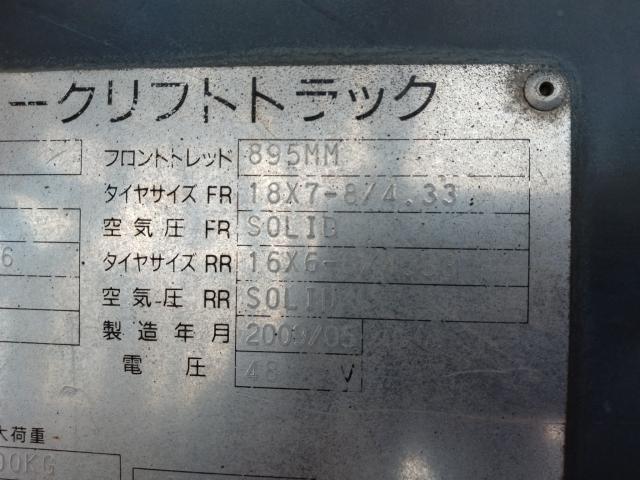 ークリフトトラック
フロントトレッド 895MM
タイヤサイズ FR 18X7-8/4.33
空気圧 FR SOLID
6 タイヤサイズ RR 16X6-
空気圧 RR SOLID
製造年月
電圧 48 V
大荷重
00KG